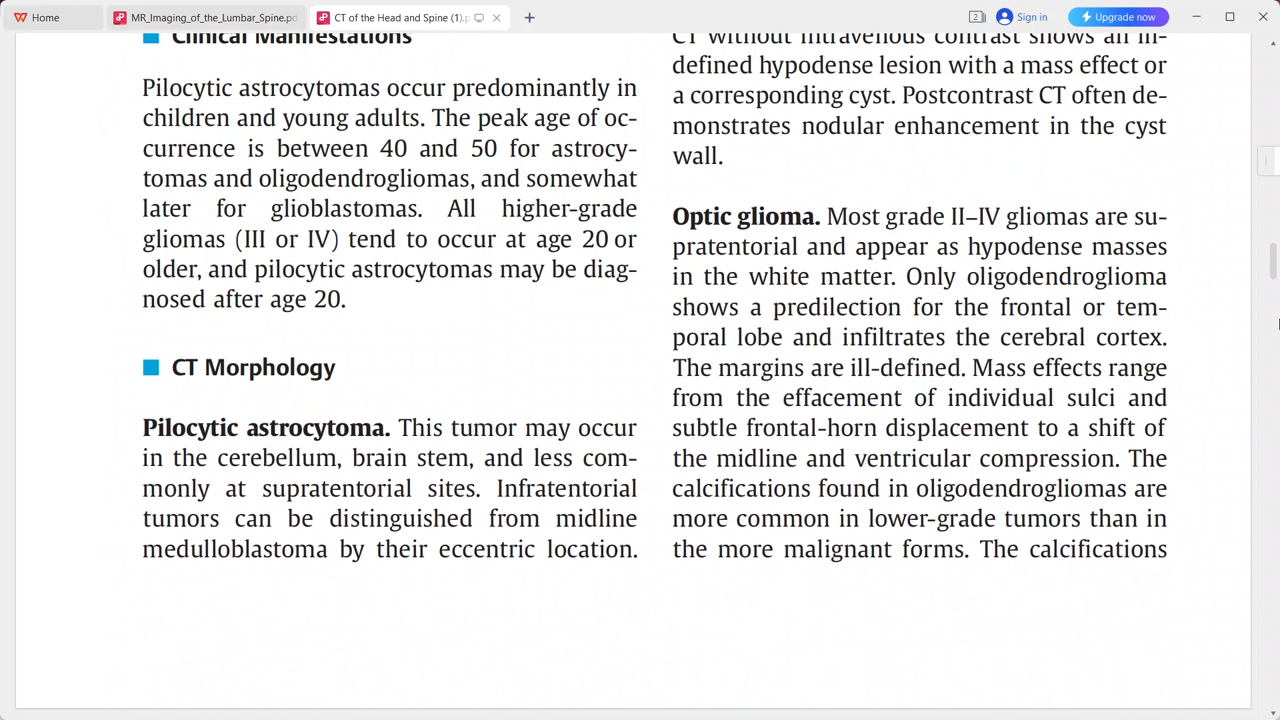 Home
MR_Imaging_of_the_Lumbar_Spine.pd
CT of the Head and Spine (1).p
2
Sign in
Upgrade now
Clinical Manifestations
Pilocytic astrocytomas occur predominantly in
children and young adults. The peak age of oc-
currence is between 40 and 50 for astrocy-
tomas and oligodendrogliomas, and somewhat
later for glioblastomas. All higher-grade
gliomas (III or IV) tend to occur at age 20 or
older, and pilocytic astrocytomas may be diag-
nosed after age 20.
CT Morphology
Pilocytic astrocytoma. This tumor may occur
in the cerebellum, brain stem, and less com-
monly at supratentorial sites. Infratentorial
tumors can be distinguished from midline
medulloblastoma by their eccentric location.
CT without intravenous contrast shows an in-
defined hypodense lesion with a mass effect or
a corresponding cyst. Postcontrast CT often de-
monstrates nodular enhancement in the cyst
wall.
Optic glioma. Most grade II–IV gliomas are su-
pratentorial and appear as hypodense masses
in the white matter. Only oligodendroglioma
shows a predilection for the frontal or tem-
poral lobe and infiltrates the cerebral cortex.
The margins are ill-defined. Mass effects range
from the effacement of individual sulci and
subtle frontal-horn displacement to a shift of
the midline and ventricular compression. The
calcifications found in oligodendrogliomas are
more common in lower-grade tumors than in
the more malignant forms. The calcifications